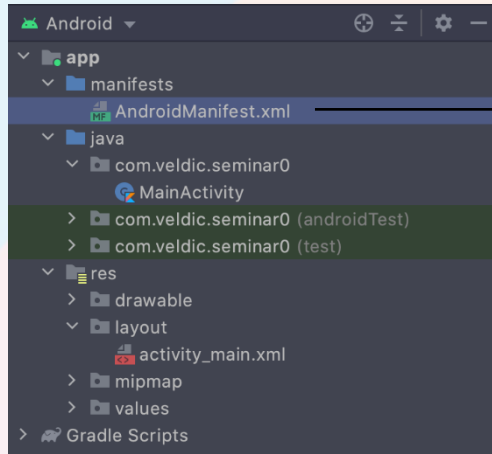 Android
app
manifests
MF AndroidManifest.xml
java
com.veldic.seminar0
MainActivity
com.veldic.seminar0 (androidTest)
com.veldic.seminar0 (test)
res
drawable
layout
activity_main.xml
mipmap
values
Gradle Scripts